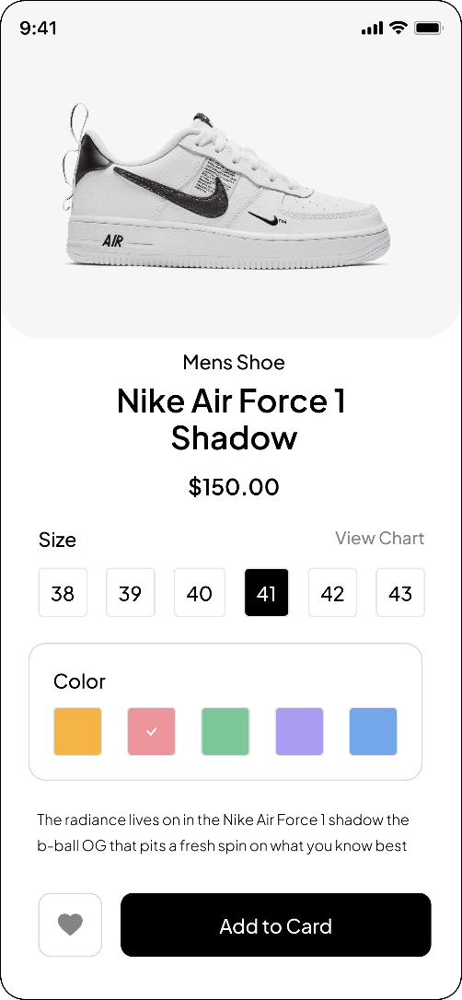 9:41
AIR
TM
Mens Shoe
Nike Air Force 1
Shadow
$150.00
Size
View Chart
38
39
40
41
42
43
Color
The radiance lives on in the Nike Air Force 1 shadow the
b-ball OG that pits a fresh spin on what you know best
Add to Card